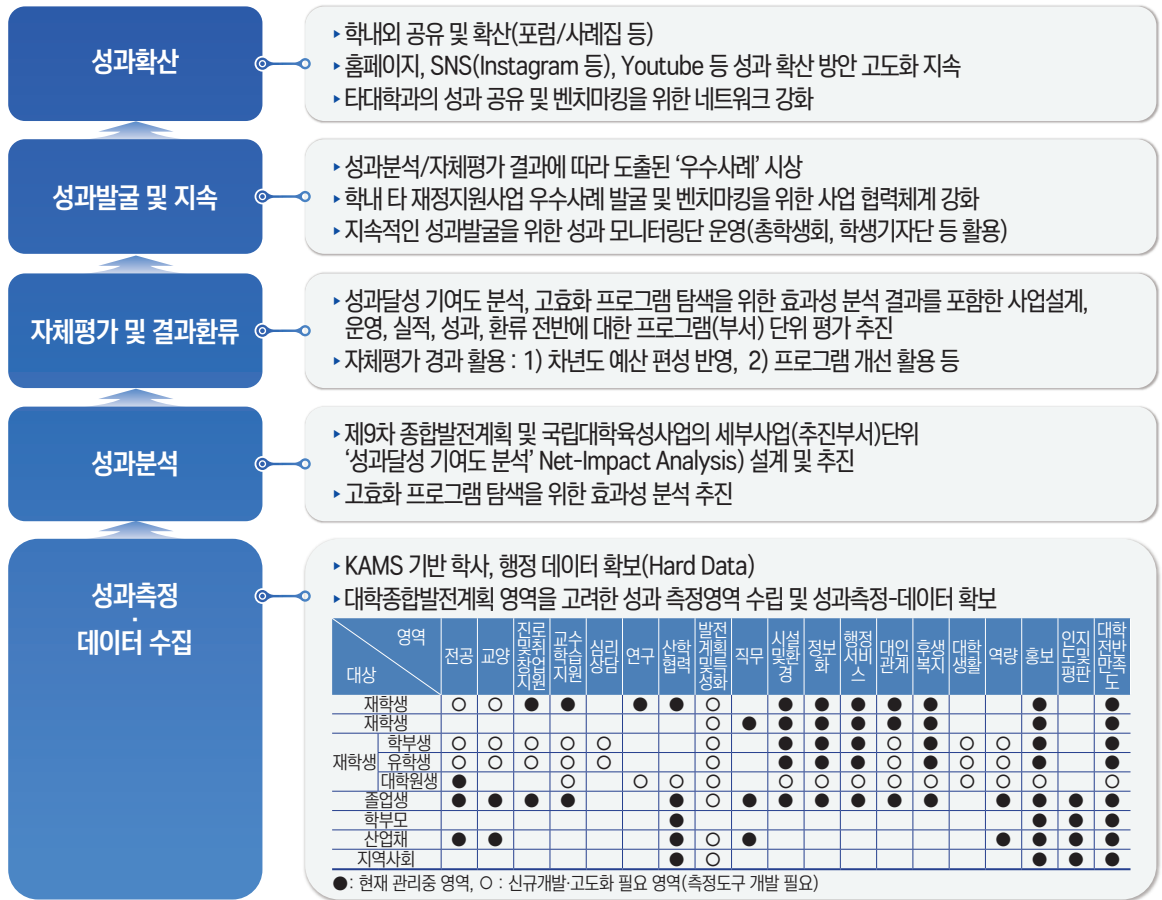 성과확산
▸학내외 공유 및 확산(포럼/사례집 등)
▸홈페이지, SNS(Instagram 등), Youtube 등 성과 확산 방안 고도화 지속
▸타대학과의 성과 공유 및 벤치마킹을 위한 네트워크 강화
성과발굴 및 지속
▸성과분석/자체평가 결과에 따라 도출된 ‘우수사례’ 시상
▸학내 타 재정지원사업 우수사례 발굴 및 벤치마킹을 위한 사업 협력체계 강화
▸지속적인 성과발굴을 위한 성과 모니터링단 운영(총학생회, 학생기자단 등 활용)
자체평가 및 결과환류
▸성과달성 기여도 분석, 고효화 프로그램 탐색을 위한 효과성 분석 결과를 포함한 사업설계,
운영, 실적, 성과, 환류 전반에 대한 프로그램(부서) 단위 평가 추진
▸자체평가 경과 활용 : 1) 차년도 예산 편성 반영, 2) 프로그램 개선 활용 등
성과분석
▸제9차 종합발전계획 및 국립대학육성사업의 세부사업(추진부서)단위
‘성과달성 기여도 분석’ Net-Impact Analysis) 설계 및 추진
▸고효화 프로그램 탐색을 위한 효과성 분석 추진
성과측정
·
데이터 수집
▸KAMS 기반 학사, 행정 데이터 확보(Hard Data)
▸대학종합발전계획 영역을 고려한 성과 측정영역 수립 및 성과측정-데이터 확보
영역 대상 전공 교양 진로및창업취업지원 교수학습지원 심리상담 연구 산학협력 발전계획및특성화 직무 시설및환경 정보화 행정서비스 대인관계 후생복지 대학생활 역량 홍보 인지도및평판 대학전반만족도
재학생 ○ ○ ● ● ● ● ○ ● ● ● ● ● ● ●
재학생 ○ ● ● ● ● ● ● ● ●
재학생 학부생 ○ ○ ○ ○ ○ ○ ● ● ● ○ ● ○ ○ ● ●
유학생 ○ ○ ○ ○ ○ ○ ● ● ● ○ ● ○ ○ ● ●
대학원생 ● ○ ○ ○ ○ ○ ○ ○ ○ ○ ○ ○ ○ ○
졸업생 ● ● ● ● ● ○ ● ● ● ● ● ● ● ● ● ●
학부모 ● ● ● ●
산업채 ● ● ● ○ ● ● ● ● ●
지역사회 ● ○ ● ● ●
● : 현재 관리중 영역, ○ : 신규개발·고도화 필요 영역(측정도구 개발 필요)